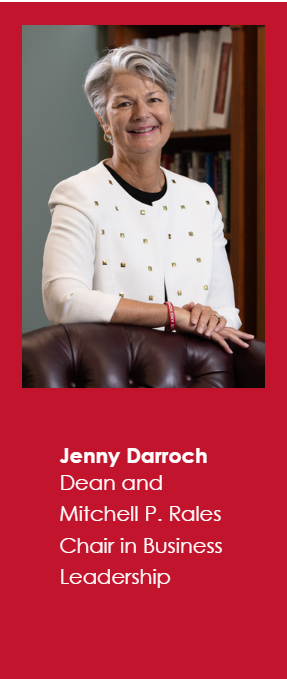 Jenny Darroch
Dean and
Mitchell P. Rales
Chair in Business
Leadership